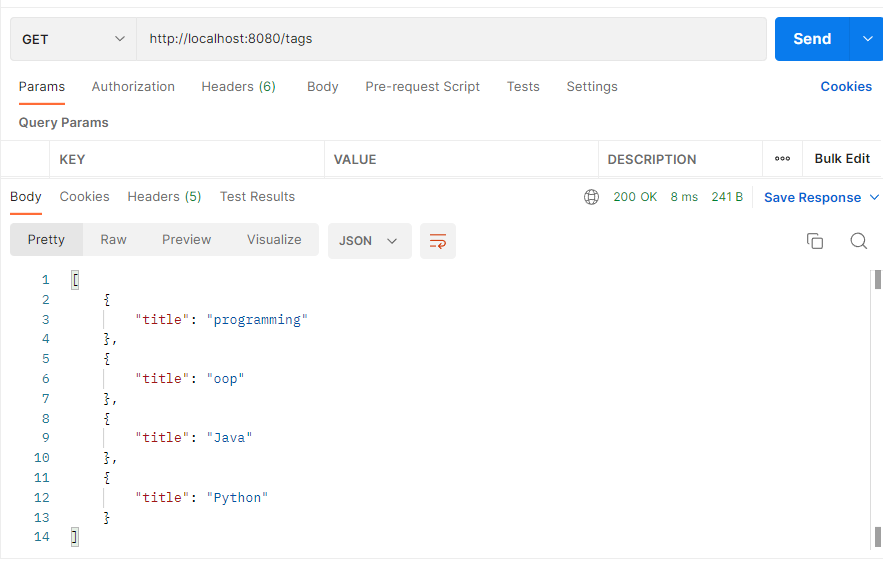 GET http://localhost:8080/tags Send
Params Authorization Headers (6) Body Pre-request Script Tests Settings Cookies
Query Params
KEY VALUE DESCRIPTION ooo Bulk Edit
Body Cookies Headers (5) Test Results 200 OK 8 ms 241 B Save Response
Pretty Raw Preview Visualize JSON
1 [
2 {
3 "title": "programming"
4 },
5 {
6 "title": "oop"
7 },
8 {
9 "title": "Java"
10 },
11 {
12 "title": "Python"
13 }
14 ]